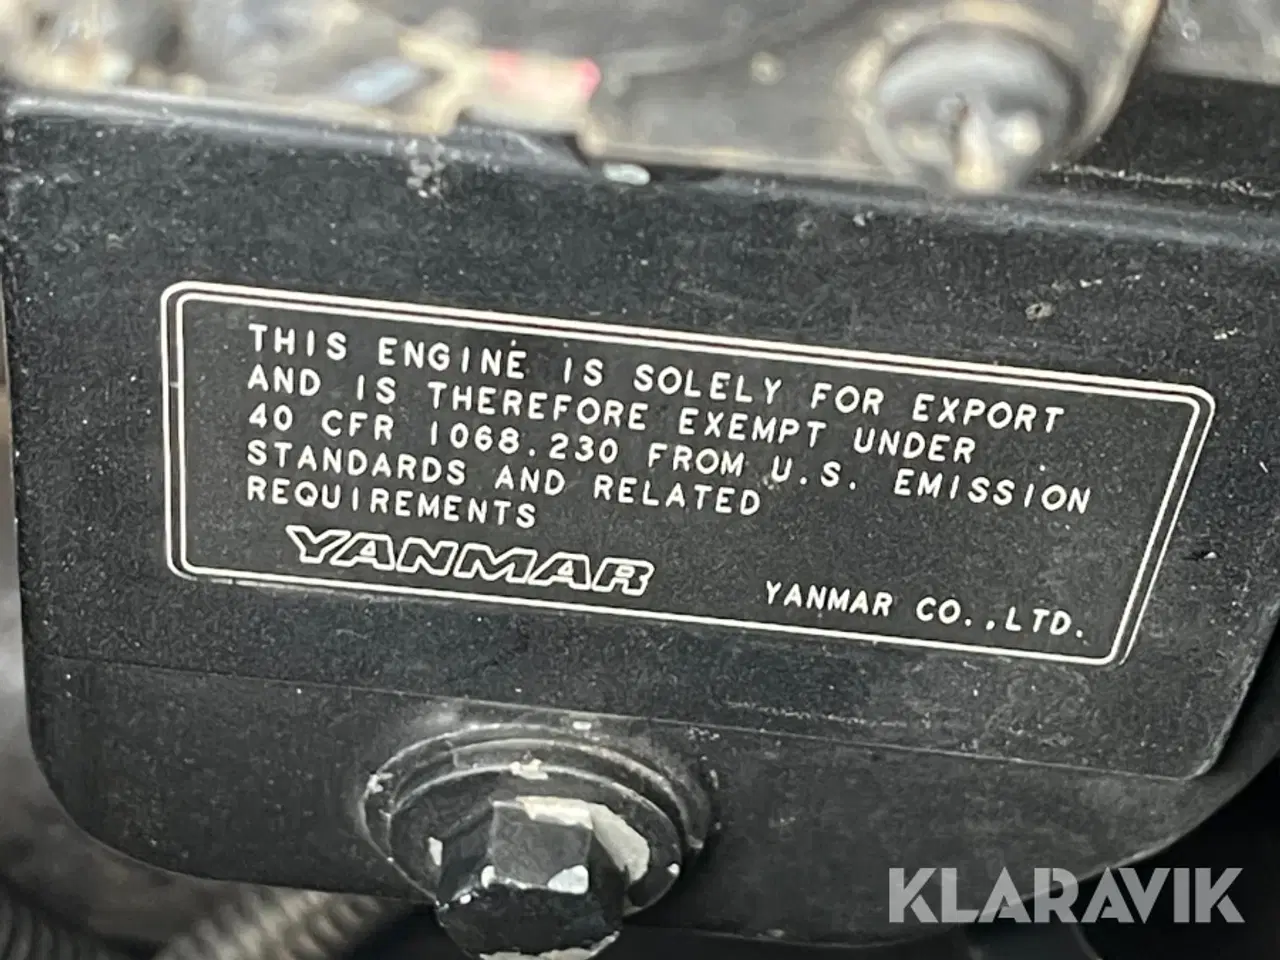 THIS ENGINE IS SOLELY FOR EXPORT
AND IS THEREFORE EXEMPT UNDER
40 CFR 1068.230 FROM U.S. EMISSION
STANDARDS AND RELATED
REQUIREMENTS
YANMAR
YANMAR CO.,LTD.
KLARAVIK